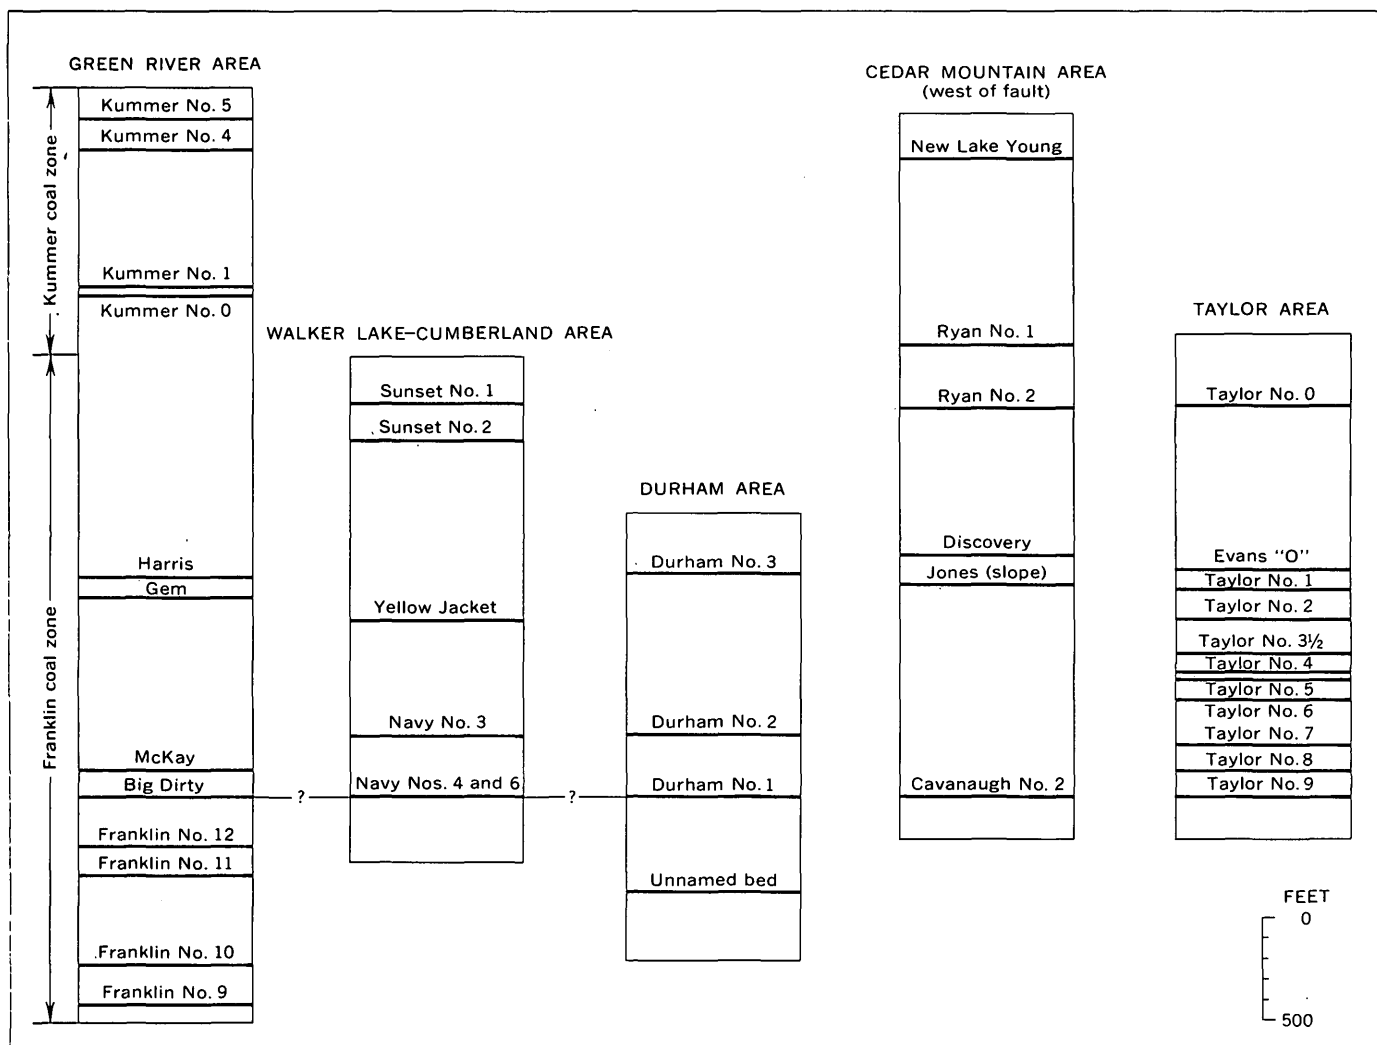 GREEN RIVER AREA
Kummer coal zone
Franklin coal zone
Kummer No. 5
Kummer No. 4
Kummer No. 1
Kummer No. 0
Harris
Gem
McKay
Big Dirty
Franklin No. 12
Franklin No. 11
Franklin No. 10
Franklin No. 9
?
WALKER LAKE–CUMBERLAND AREA
Sunset No. 1
Sunset No. 2
Yellow Jacket
Navy No. 3
Navy Nos. 4 and 6
?
DURHAM AREA
Durham No. 3
Durham No. 2
Durham No. 1
Unnamed bed
CEDAR MOUNTAIN AREA
(west of fault)
New Lake Young
Ryan No. 1
Ryan No. 2
Discovery
Jones (slope)
Cavanaugh No. 2
TAYLOR AREA
Taylor No. 0
Evans "O"
Taylor No. 1
Taylor No. 2
Taylor No. 3½
Taylor No. 4
Taylor No. 5
Taylor No. 6
Taylor No. 7
Taylor No. 8
Taylor No. 9
FEET
0
500